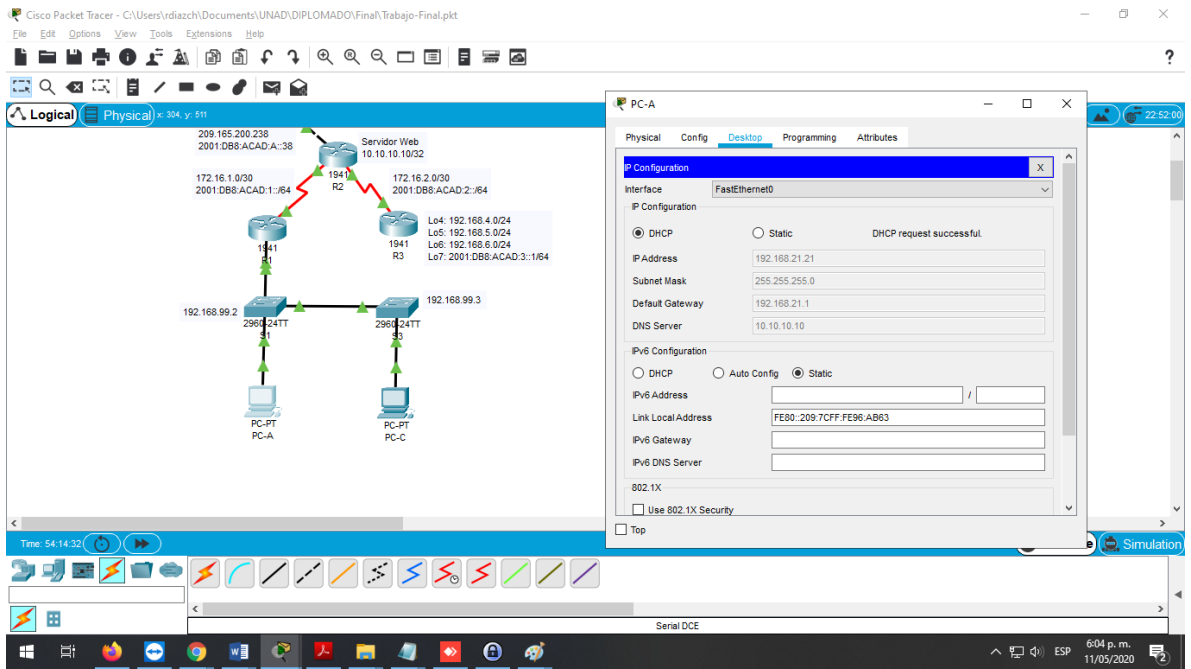 Cisco Packet Tracer - C:\Users\rdiazch\Documents\UNAD\DIPLOMADO\Final\Trabajo-Final.pkt
File Edit Options View Tools Extensions Help
?
Logical Physical x: 304, y: 511
22:52:00
209.165.200.238
2001:DB8:ACAD:A::38
Servidor Web
10.10.10.10/32
1941
R2
172.16.1.0/30
2001:DB8:ACAD:1::/64
172.16.2.0/30
2001:DB8:ACAD:2::/64
1941
R1
1941
R3
Lo4: 192.168.4.0/24
Lo5: 192.168.5.0/24
Lo6: 192.168.6.0/24
Lo7: 2001:DB8:ACAD:3::1/64
192.168.99.2
192.168.99.3
2960-24TT
S1
2960-24TT
S3
PC-PT
PC-A
PC-PT
PC-C
PC-A
Physical Config Desktop Programming Attributes
IP Configuration X
Interface FastEthernet0
IP Configuration
DHCP Static DHCP request successful.
IP Address 192.168.21.21
Subnet Mask 255.255.255.0
Default Gateway 192.168.21.1
DNS Server 10.10.10.10
IPv6 Configuration
DHCP Auto Config Static
IPv6 Address /
Link Local Address FE80::209:7CFF:FE96:AB63
IPv6 Gateway
IPv6 DNS Server
802.1X
Use 802.1X Security
Top
Time: 54:14:32
Simulation
Serial DCE
ESP
6:04 p. m.
11/05/2020
2